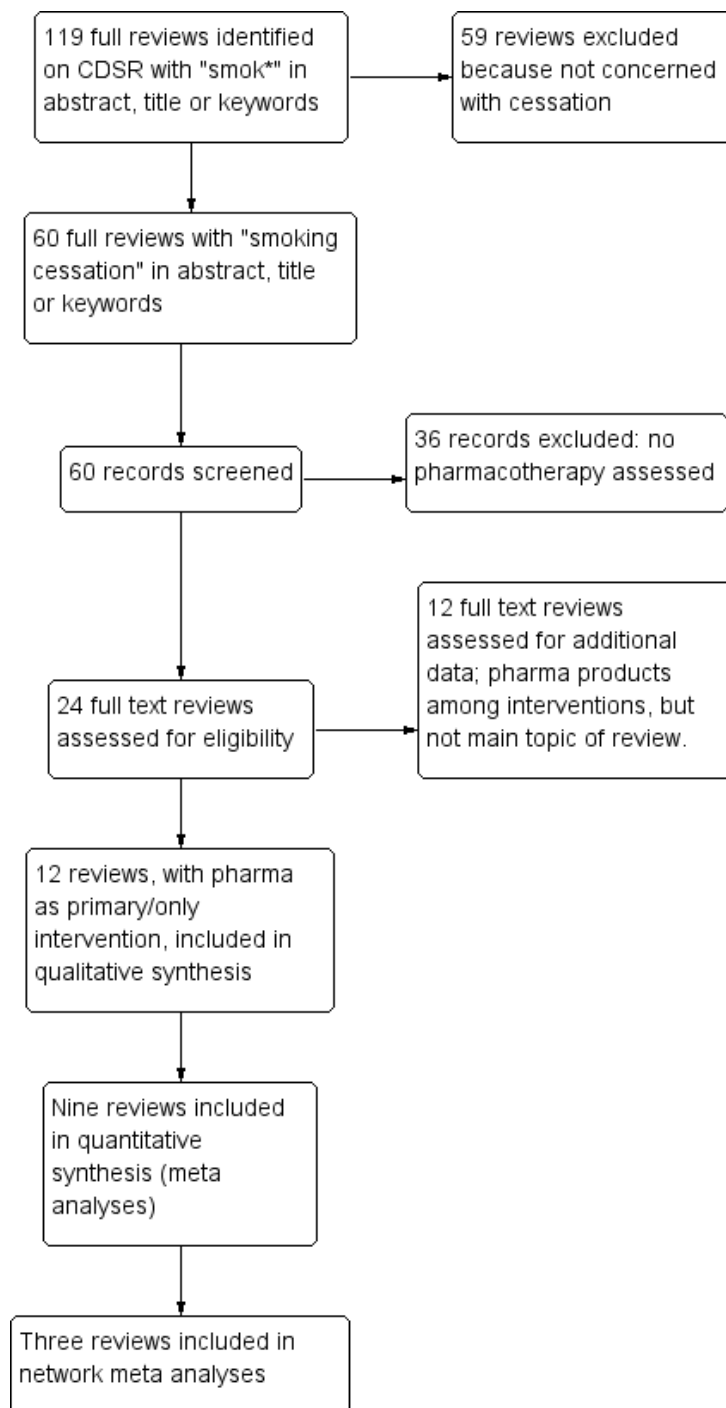 119 full reviews identified
on CDSR with "smok*" in
abstract, title or keywords
59 reviews excluded
because not concerned
with cessation
60 full reviews with "smoking
cessation" in abstract, title
or keywords
60 records screened
36 records excluded: no
pharmacotherapy assessed
24 full text reviews
assessed for eligibility
12 full text reviews
assessed for additional
data; pharma products
among interventions, but
not main topic of review.
12 reviews, with pharma
as primary/only
intervention, included in
qualitative synthesis
Nine reviews included
in quantitative
synthesis (meta
analyses)
Three reviews included in
network meta analyses